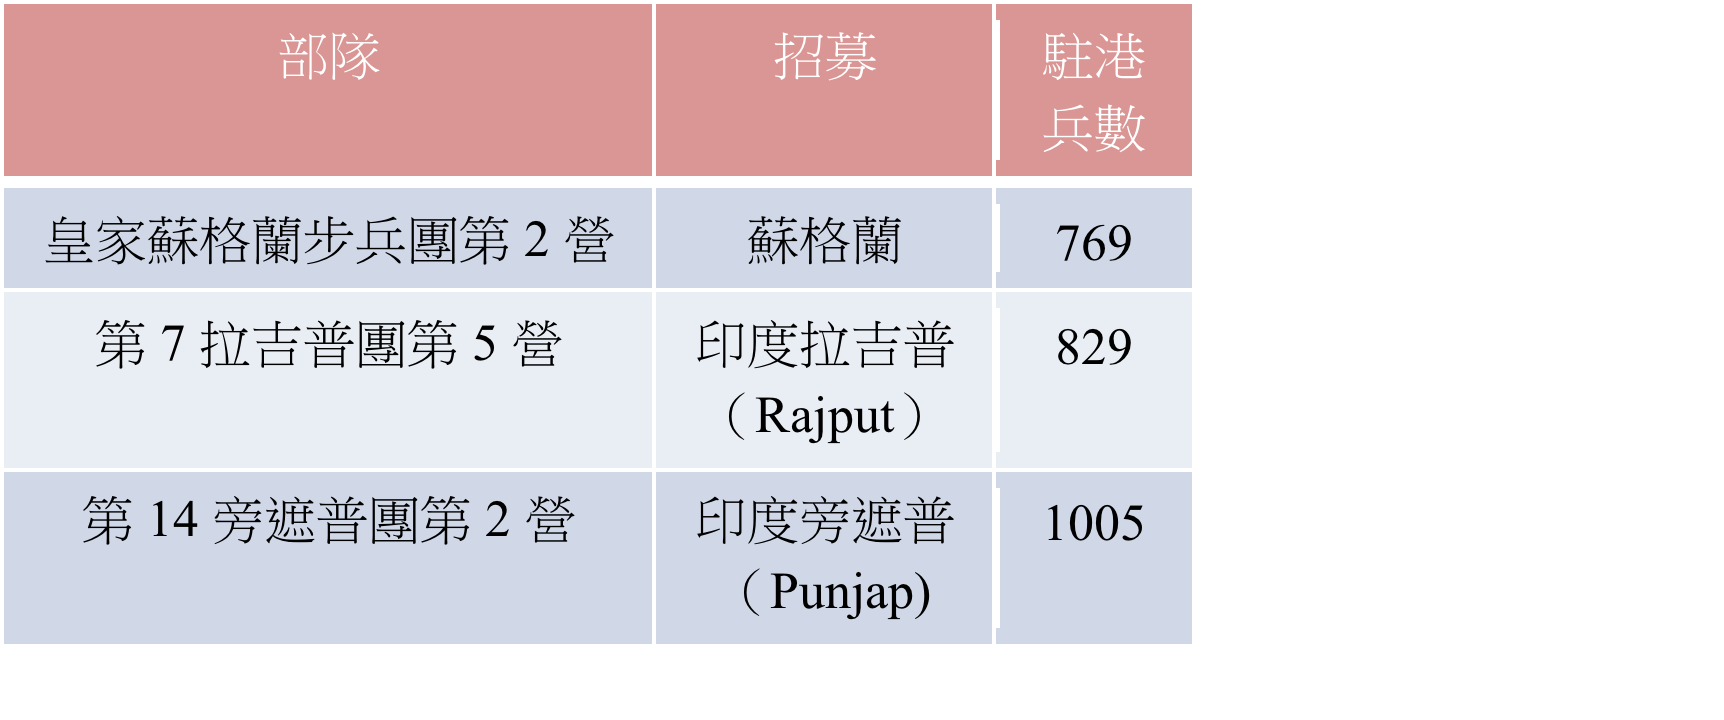 部隊 招募 駐港
兵數
皇家蘇格蘭步兵團第 2 營 蘇格蘭 769
第 7 拉吉普團第 5 營 印度拉吉普 829
（Rajput）
第 14 旁遮普團第 2 營 印度旁遮普 1005
（Punjap)